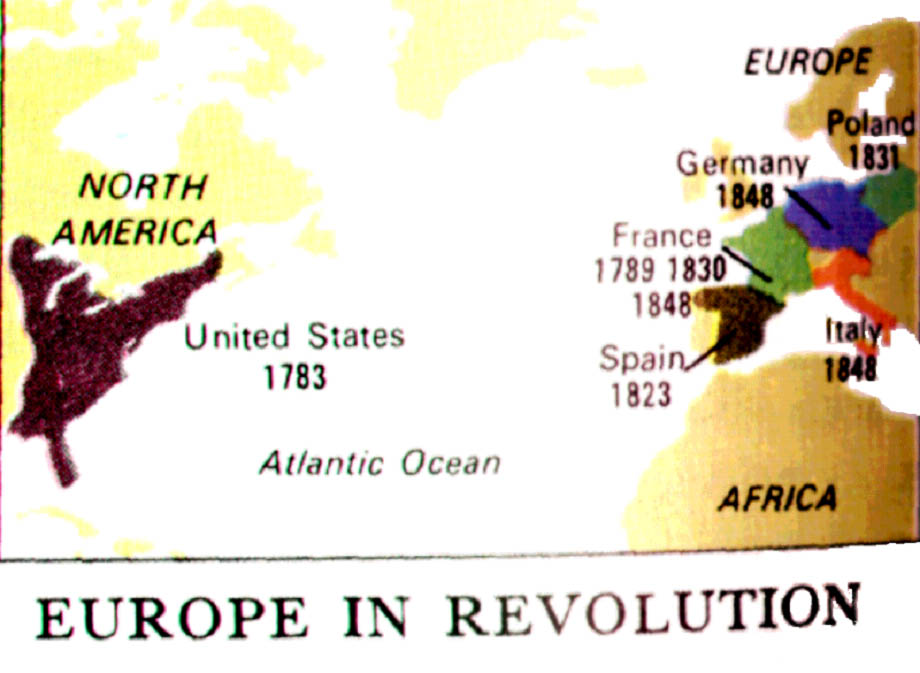 EUROPE
Poland
1831
Germany
1848
NORTH
AMERICA
France
1789 1830
1848
United States
1783
Italy
1848
Spain
1823
Atlantic Ocean
AFRICA
EUROPE IN REVOLUTION